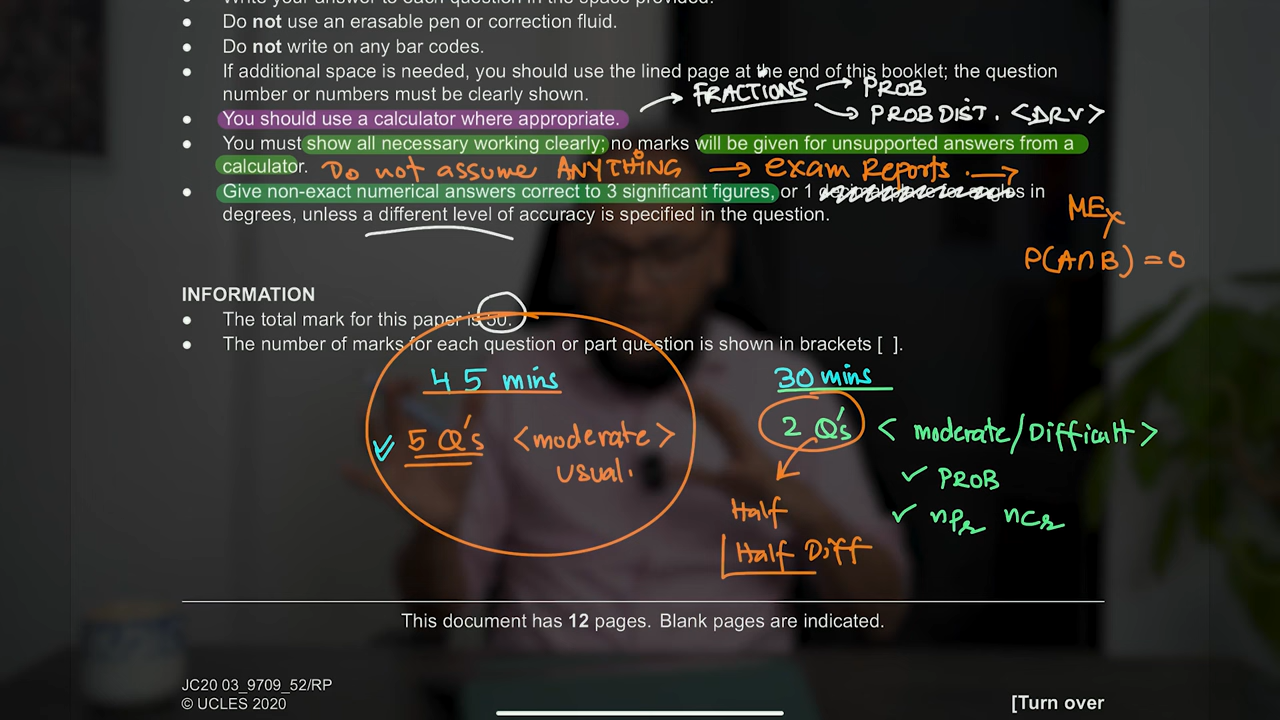 Write your answer to each question in the space provided.
• Do not use an erasable pen or correction fluid.
• Do not write on any bar codes.
• If additional space is needed, you should use the lined page at the end of this booklet; the question
number or numbers must be clearly shown.
FRACTIONS → PROB
→ PROB DIST. <DRV>
• You should use a calculator where appropriate.
• You must show all necessary working clearly; no marks will be given for unsupported answers from a
calculator.
Do not assume ANYTHING → Exam Reports. →
• Give non-exact numerical answers correct to 3 significant figures, or 1 decimal place for angles in
degrees, unless a different level of accuracy is specified in the question.
ME
P(A∩B) = 0
INFORMATION
• The total mark for this paper is 50.
• The number of marks for each question or part question is shown in brackets [ ].
45 mins
30 mins
✓ 5 Q's <moderate>
usual.
2 Q's < moderate/Difficult >
✓ PROB
✓ nPr nCr
Half
Half Diff
This document has 12 pages. Blank pages are indicated.
JC20 03_9709_52/RP
© UCLES 2020
[Turn over